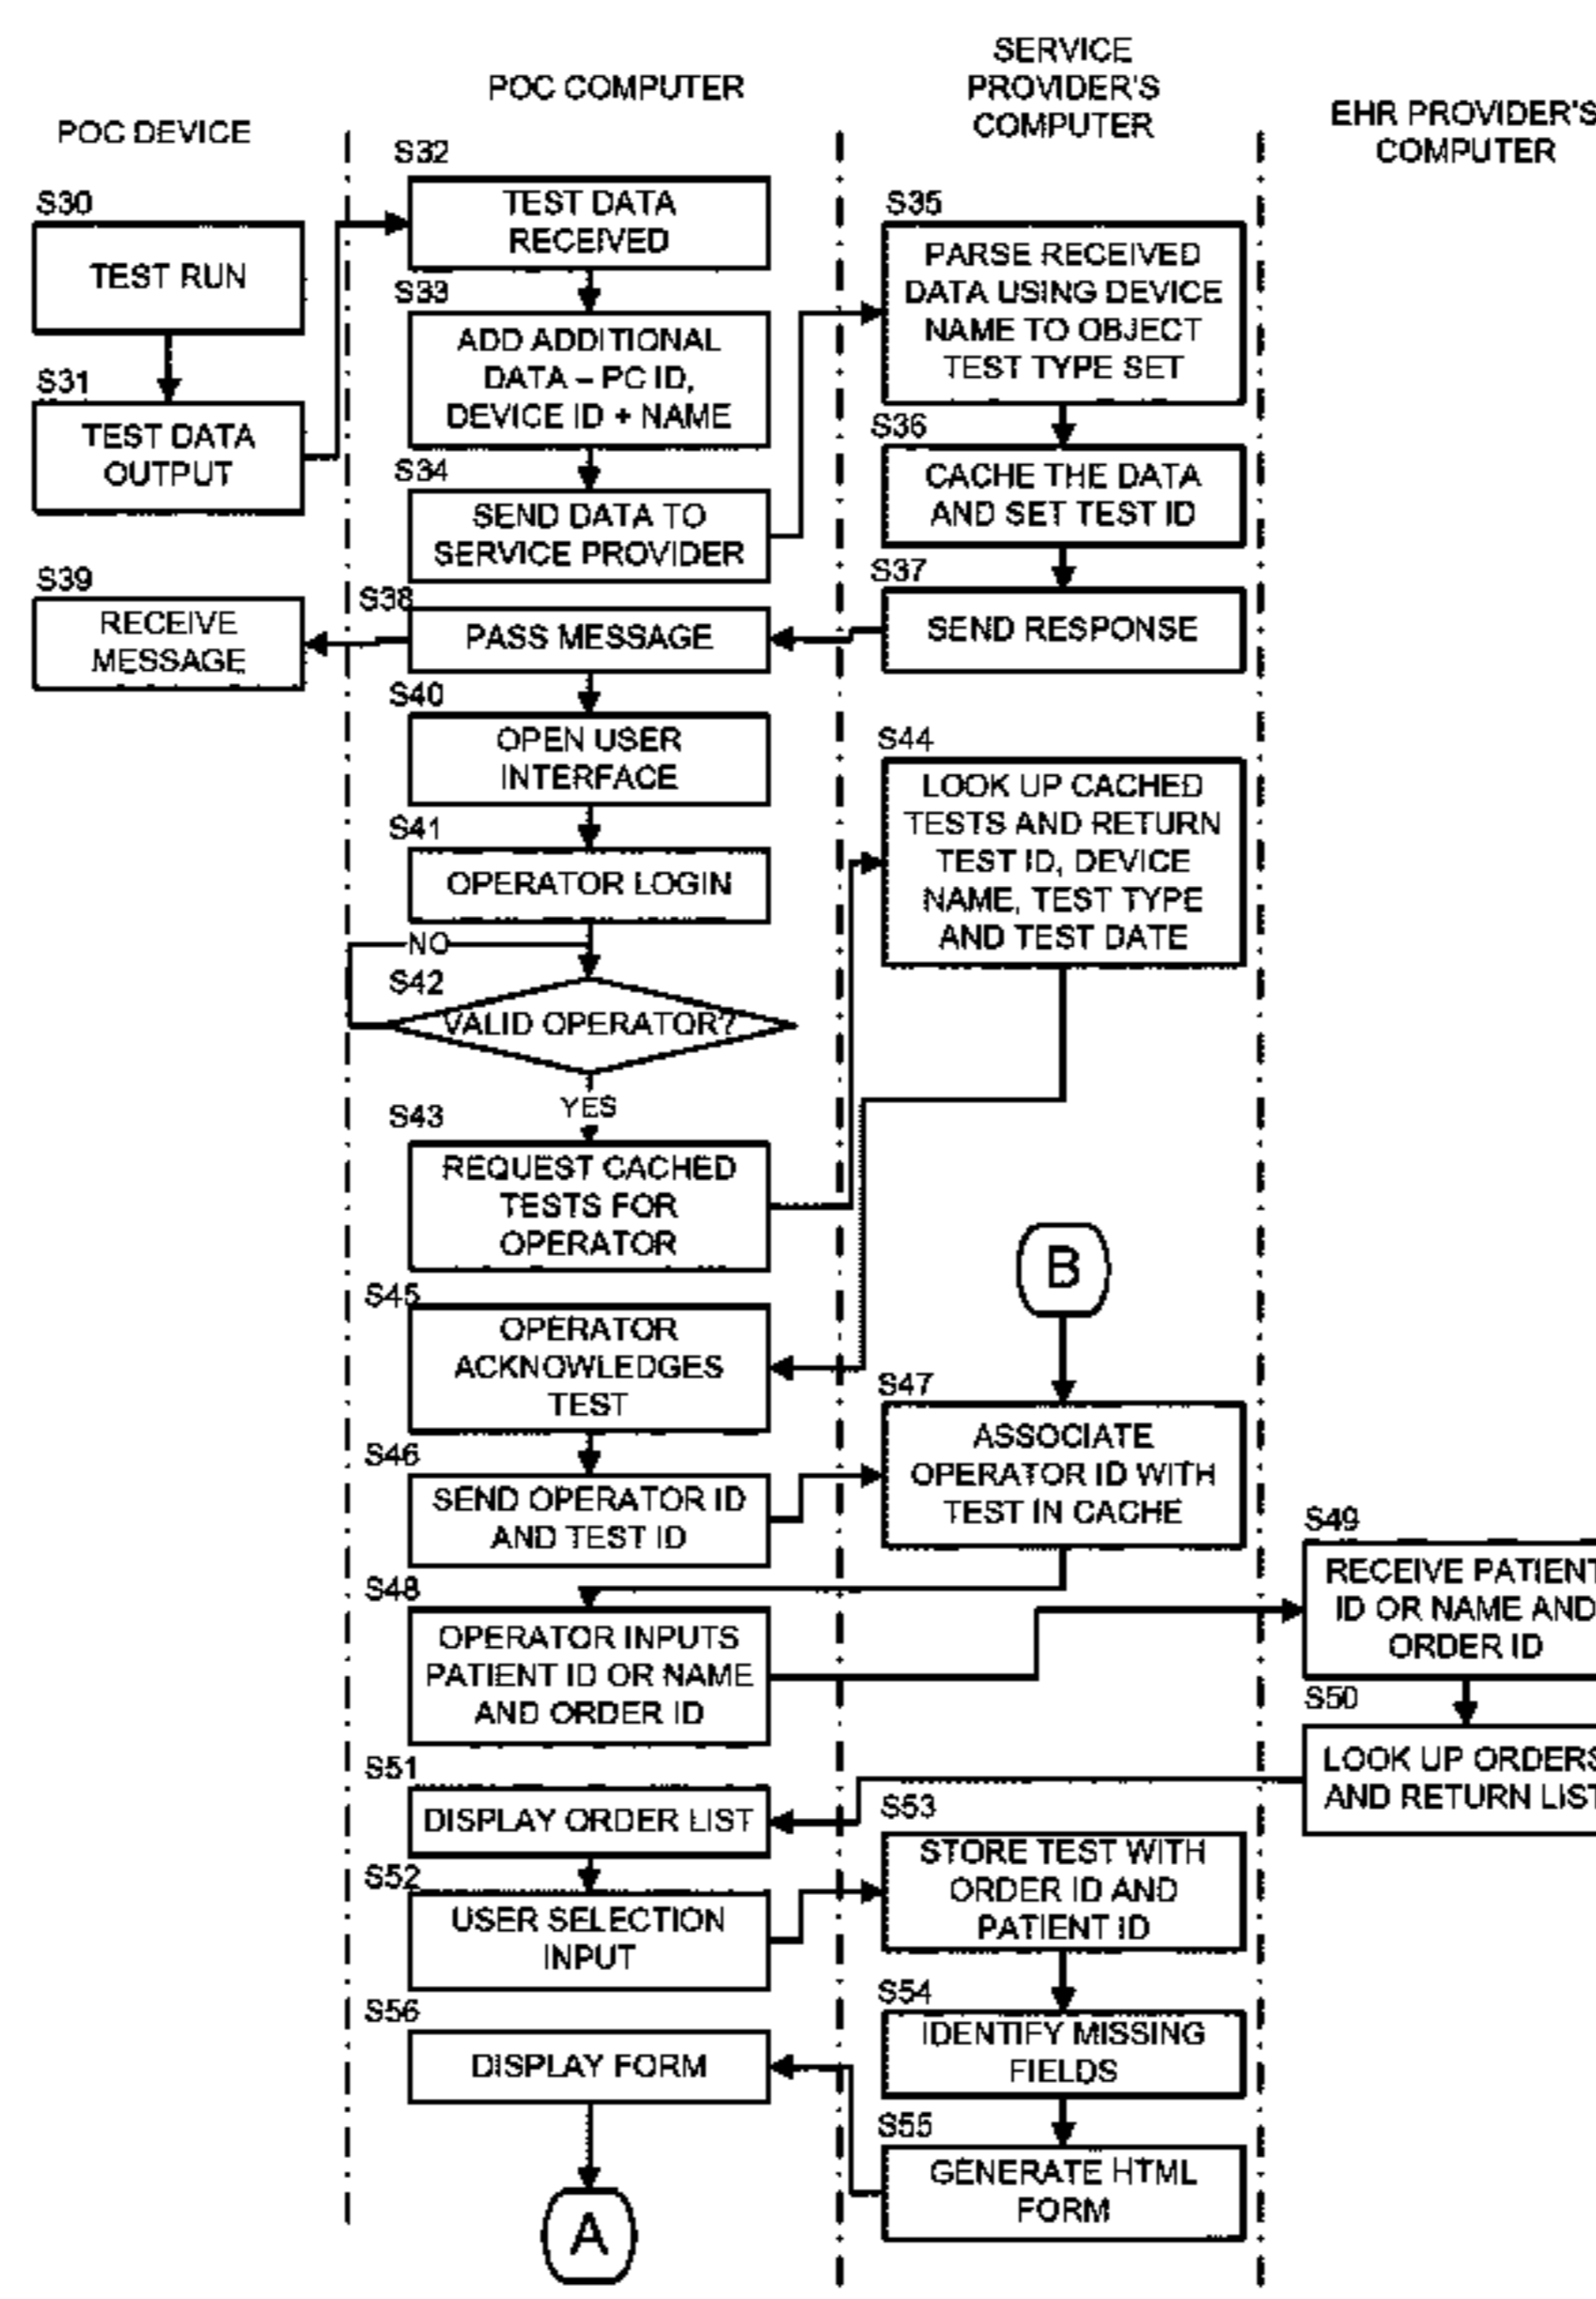 POC DEVICE
POC COMPUTER
SERVICE
PROVIDER'S
COMPUTER
EHR PROVIDER'S
COMPUTER
S30
TEST RUN
S31
TEST DATA
OUTPUT
S32
TEST DATA
RECEIVED
S33
ADD ADDITIONAL
DATA – PC ID,
DEVICE ID + NAME
S34
SEND DATA TO
SERVICE PROVIDER
S35
PARSE RECEIVED
DATA USING DEVICE
NAME TO OBJECT
TEST TYPE SET
S36
CACHE THE DATA
AND SET TEST ID
S37
SEND RESPONSE
S38
PASS MESSAGE
S39
RECEIVE
MESSAGE
S40
OPEN USER
INTERFACE
S41
OPERATOR LOGIN
NO
S42
VALID OPERATOR?
YES
S43
REQUEST CACHED
TESTS FOR
OPERATOR
S44
LOOK UP CACHED
TESTS AND RETURN
TEST ID, DEVICE
NAME, TEST TYPE
AND TEST DATE
S45
OPERATOR
ACKNOWLEDGES
TEST
S46
SEND OPERATOR ID
AND TEST ID
B
S47
ASSOCIATE
OPERATOR ID WITH
TEST IN CACHE
S48
OPERATOR INPUTS
PATIENT ID OR NAME
AND ORDER ID
S49
RECEIVE PATIENT
ID OR NAME AND
ORDER ID
S50
LOOK UP ORDERS
AND RETURN LIST
S51
DISPLAY ORDER LIST
S52
USER SELECTION
INPUT
S53
STORE TEST WITH
ORDER ID AND
PATIENT ID
S54
IDENTIFY MISSING
FIELDS
S55
GENERATE HTML
FORM
S56
DISPLAY FORM
A